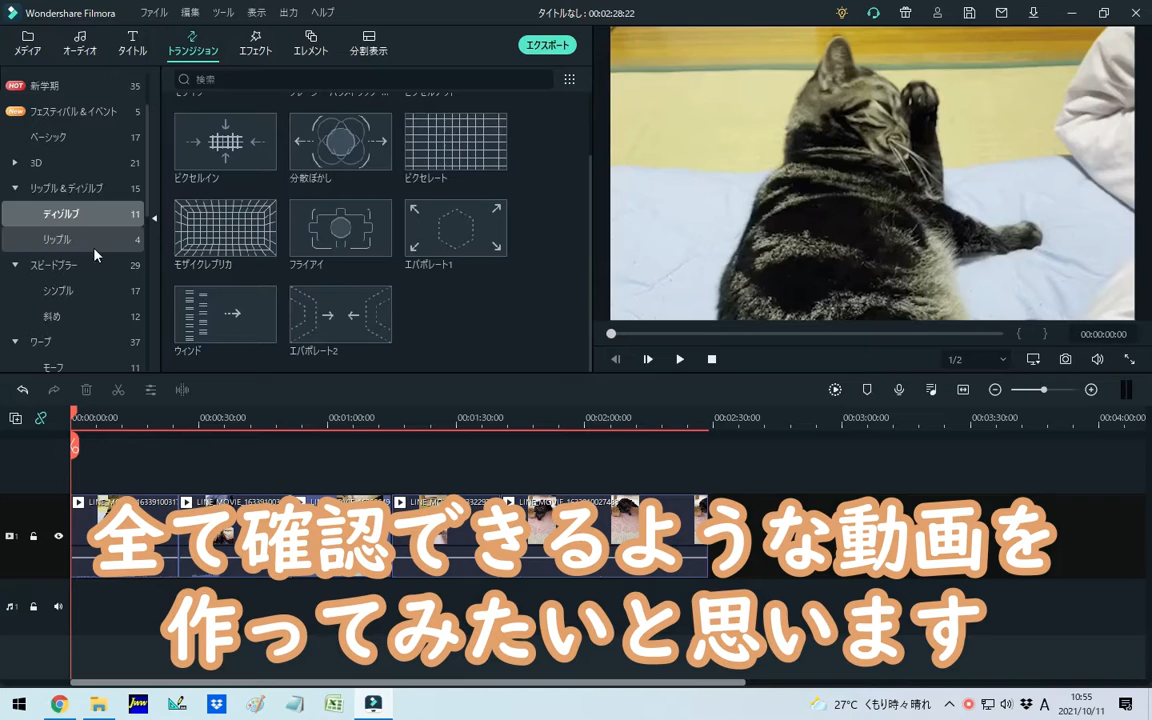 Wondershare Filmora
ファイル 編集 ツール 表示 出力 ヘルプ
タイトルなし : 00:02:28:22
メディア オーディオ タイトル トランジション エフェクト エレメント 分割表示
エクスポート
HOT 新学期 35
New フェスティバル＆イベント 5
ベーシック 17
3D 21
リップル＆ディゾルブ 15
ディゾルブ 11
リップル 4
スピードブラー 29
シンプル 17
斜め 12
ワープ 37
モーフ 11
検索
ピクセルイン 分散ぼかし ピクセレート
モザイクレプリカ フライアイ エバポレート1
ウィンド エバポレート2
00:00:00:00
1/2
00:00:00:00 00:00:30:00 00:01:00:00 00:01:30:00 00:02:00:00 00:02:30:00 00:03:00:00 00:03:30:00 00:04:00:00
全て確認できるような動画を
作ってみたいと思います
Jww
27°C くもり時々晴れ
A
10:55
2021/10/11